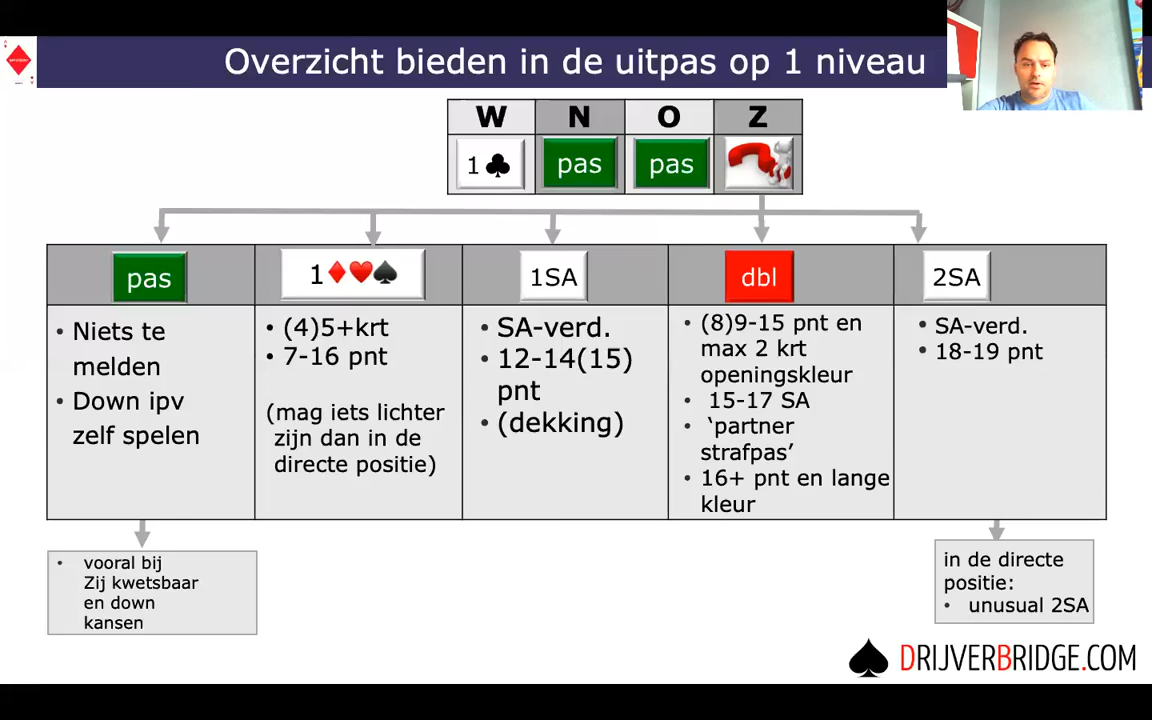 Overzicht bieden in de uitpas op 1 niveau
W N O Z
1♣ pas pas
pas
1♦♥♠
1SA
dbl
2SA
• Niets te
melden
• Down ipv
zelf spelen
• (4)5+krt
• 7-16 pnt
(mag iets lichter
zijn dan in de
directe positie)
• SA-verd.
• 12-14(15)
pnt
• (dekking)
• (8)9-15 pnt en
max 2 krt
openingskleur
• 15-17 SA
• ‘partner
strafpas’
• 16+ pnt en lange
kleur
• SA-verd.
• 18-19 pnt
• vooral bij
Zij kwetsbaar
en down
kansen
in de directe
positie:
• unusual 2SA
DRIJVERBRIDGE.COM